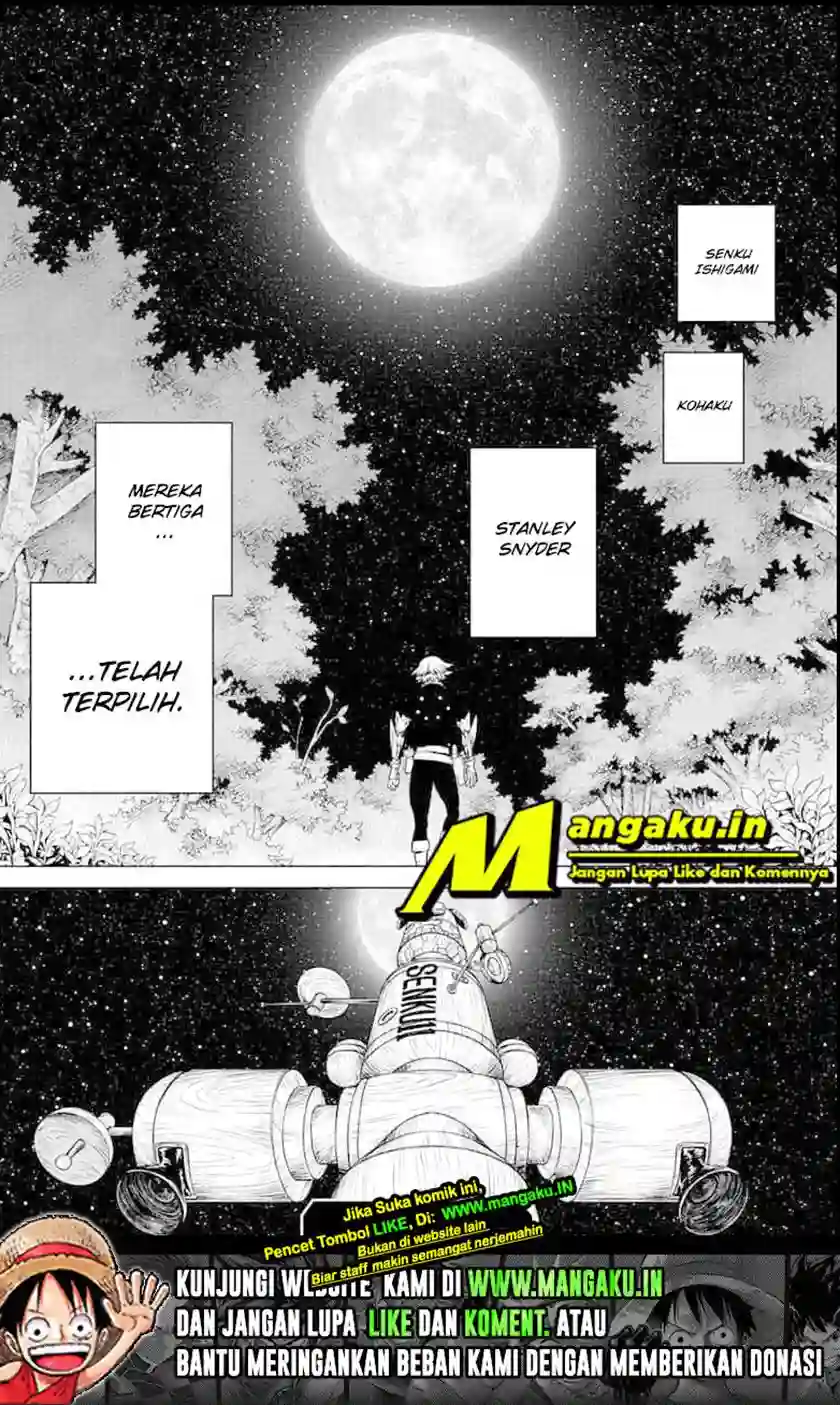 SENKU
ISHIGAMI
KOHAKU
STANLEY
SNYDER
MEREKA
BERTIGA
...
...TELAH
TERPILIH.
Mangaku.in
Jangan Lupa Like dan Komennya
SENKU11
Jika Suka komik ini,
Pencet Tombol LIKE, Di: www.mangaku.IN
Bukan di website lain
Biar staff makin semangat nerjemahin
KUNJUNGI WEBSITE KAMI DI WWW.MANGAKU.IN
DAN JANGAN LUPA LIKE DAN KOMENT. ATAU
BANTU MERINGANKAN BEBAN KAMI DENGAN MEMBERIKAN DONASI